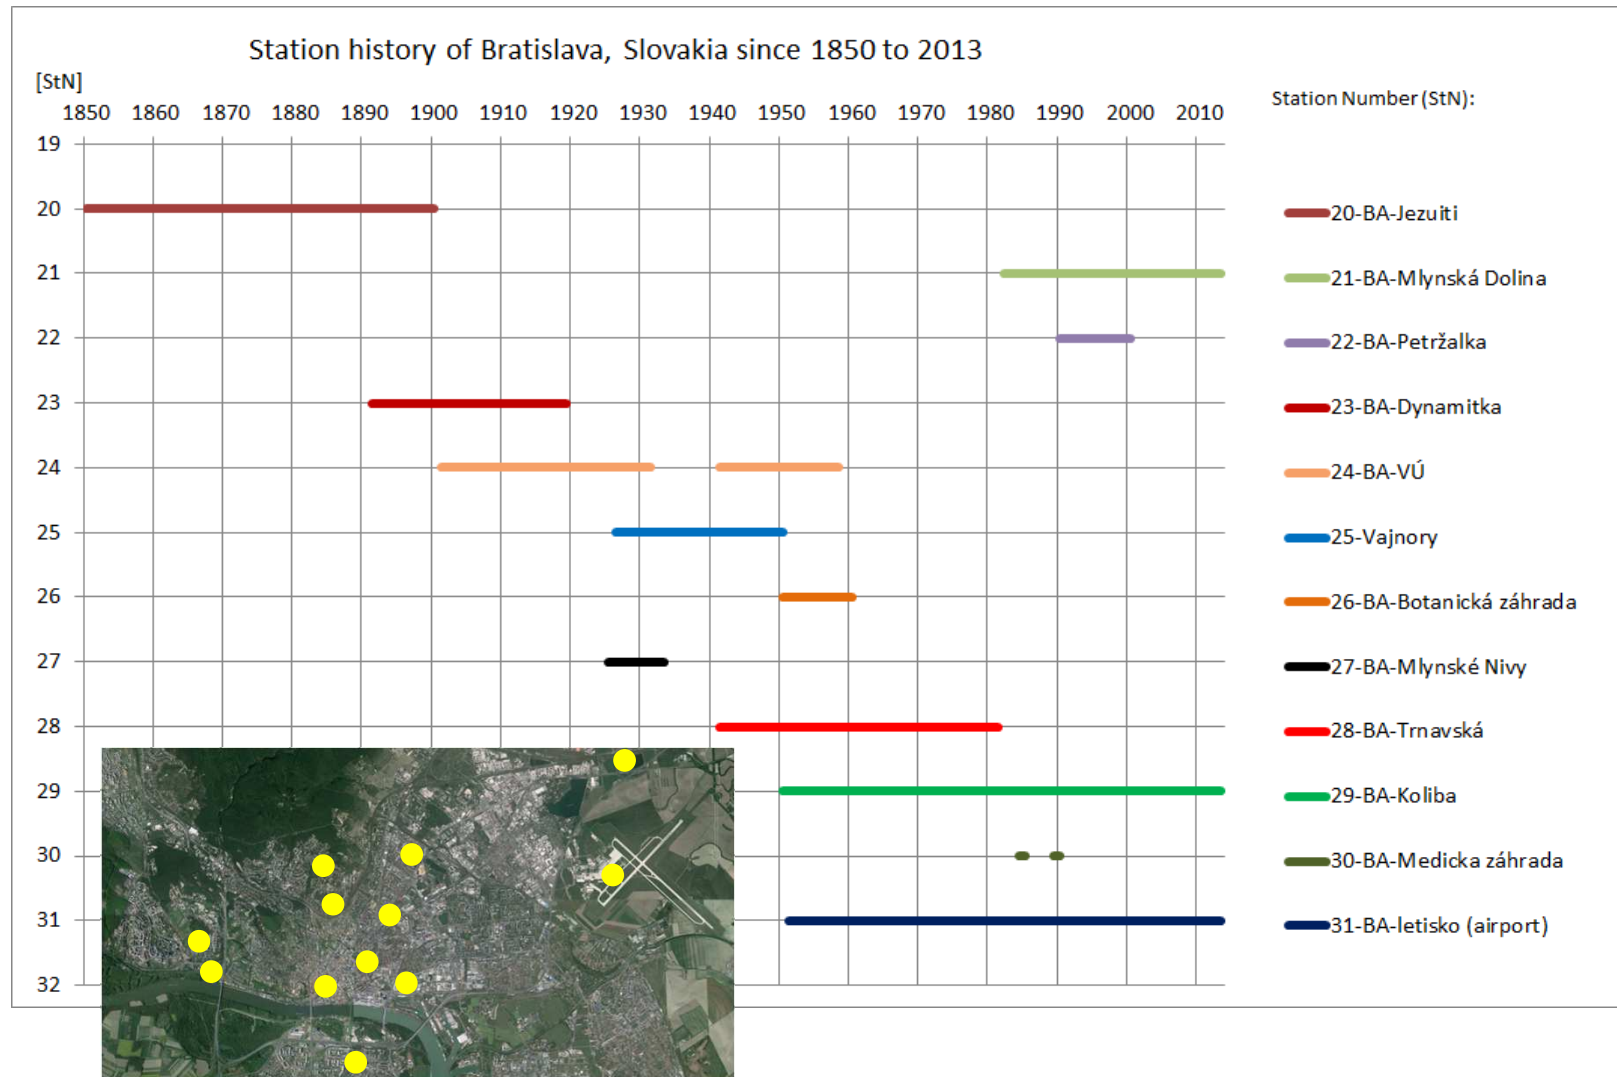 Station history of Bratislava, Slovakia since 1850 to 2013
[StN]
1850 1860 1870 1880 1890 1900 1910 1920 1930 1940 1950 1960 1970 1980 1990 2000 2010
Station Number (StN):
19
20
21
22
23
24
25
26
27
28
29
30
31
32
20-BA-Jezuiti
21-BA-Mlynská Dolina
22-BA-Petržalka
23-BA-Dynamitka
24-BA-VÚ
25-Vajnory
26-BA-Botanická záhrada
27-BA-Mlynské Nivy
28-BA-Trnavská
29-BA-Koliba
30-BA-Medicka záhrada
31-BA-letisko (airport)